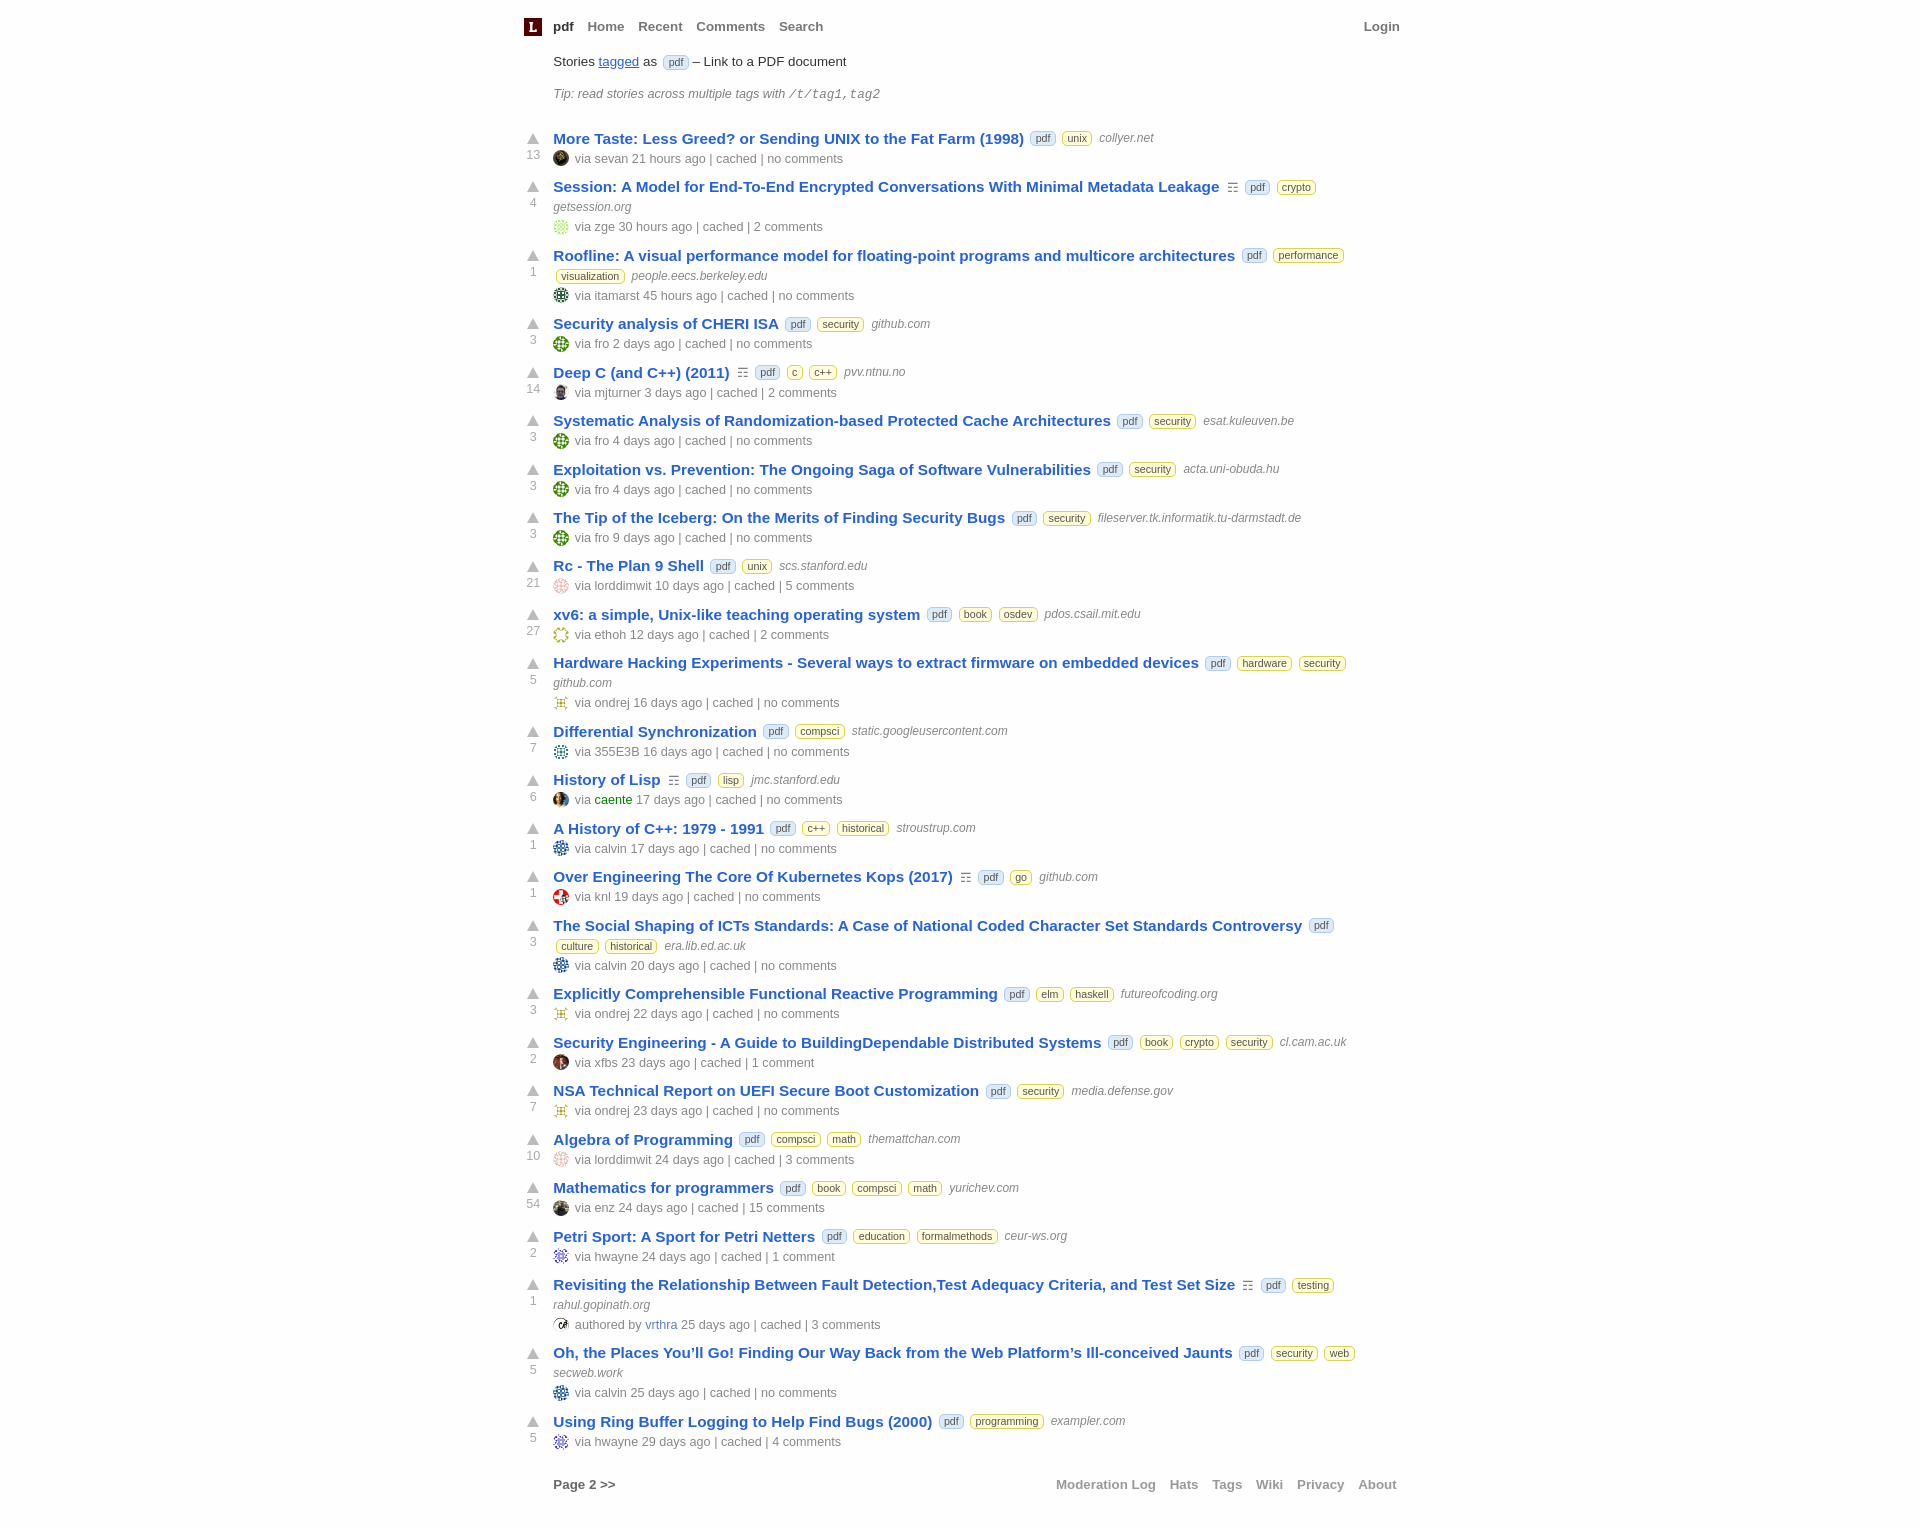 L pdf Home Recent Comments Search Login
Stories tagged as pdf – Link to a PDF document
Tip: read stories across multiple tags with /t/tag1,tag2
More Taste: Less Greed? or Sending UNIX to the Fat Farm (1998) pdf unix collyer.net
13 via sevan 21 hours ago | cached | no comments
Session: A Model for End-To-End Encrypted Conversations With Minimal Metadata Leakage ☶ pdf crypto
4 getsession.org
via zge 30 hours ago | cached | 2 comments
Roofline: A visual performance model for floating-point programs and multicore architectures pdf performance
1 visualization people.eecs.berkeley.edu
via itamarst 45 hours ago | cached | no comments
Security analysis of CHERI ISA pdf security github.com
3 via fro 2 days ago | cached | no comments
Deep C (and C++) (2011) ☶ pdf c c++ pvv.ntnu.no
14 via mjturner 3 days ago | cached | 2 comments
Systematic Analysis of Randomization-based Protected Cache Architectures pdf security esat.kuleuven.be
3 via fro 4 days ago | cached | no comments
Exploitation vs. Prevention: The Ongoing Saga of Software Vulnerabilities pdf security acta.uni-obuda.hu
3 via fro 4 days ago | cached | no comments
The Tip of the Iceberg: On the Merits of Finding Security Bugs pdf security fileserver.tk.informatik.tu-darmstadt.de
3 via fro 9 days ago | cached | no comments
Rc - The Plan 9 Shell pdf unix scs.stanford.edu
21 via lorddimwit 10 days ago | cached | 5 comments
xv6: a simple, Unix-like teaching operating system pdf book osdev pdos.csail.mit.edu
27 via ethoh 12 days ago | cached | 2 comments
Hardware Hacking Experiments - Several ways to extract firmware on embedded devices pdf hardware security
5 github.com
via ondrej 16 days ago | cached | no comments
Differential Synchronization pdf compsci static.googleusercontent.com
7 via 355E3B 16 days ago | cached | no comments
History of Lisp ☶ pdf lisp jmc.stanford.edu
6 via caente 17 days ago | cached | no comments
A History of C++: 1979 - 1991 pdf c++ historical stroustrup.com
1 via calvin 17 days ago | cached | no comments
Over Engineering The Core Of Kubernetes Kops (2017) ☶ pdf go github.com
1 via knl 19 days ago | cached | no comments
The Social Shaping of ICTs Standards: A Case of National Coded Character Set Standards Controversy pdf
3 culture historical era.lib.ed.ac.uk
via calvin 20 days ago | cached | no comments
Explicitly Comprehensible Functional Reactive Programming pdf elm haskell futureofcoding.org
3 via ondrej 22 days ago | cached | no comments
Security Engineering - A Guide to BuildingDependable Distributed Systems pdf book crypto security cl.cam.ac.uk
2 via xfbs 23 days ago | cached | 1 comment
NSA Technical Report on UEFI Secure Boot Customization pdf security media.defense.gov
7 via ondrej 23 days ago | cached | no comments
Algebra of Programming pdf compsci math themattchan.com
10 via lorddimwit 24 days ago | cached | 3 comments
Mathematics for programmers pdf book compsci math yurichev.com
54 via enz 24 days ago | cached | 15 comments
Petri Sport: A Sport for Petri Netters pdf education formalmethods ceur-ws.org
2 via hwayne 24 days ago | cached | 1 comment
Revisiting the Relationship Between Fault Detection,Test Adequacy Criteria, and Test Set Size ☶ pdf testing
1 rahul.gopinath.org
authored by vrthra 25 days ago | cached | 3 comments
Oh, the Places You’ll Go! Finding Our Way Back from the Web Platform’s Ill-conceived Jaunts pdf security web
5 secweb.work
via calvin 25 days ago | cached | no comments
Using Ring Buffer Logging to Help Find Bugs (2000) pdf programming exampler.com
5 via hwayne 29 days ago | cached | 4 comments
Page 2 >> Moderation Log Hats Tags Wiki Privacy About